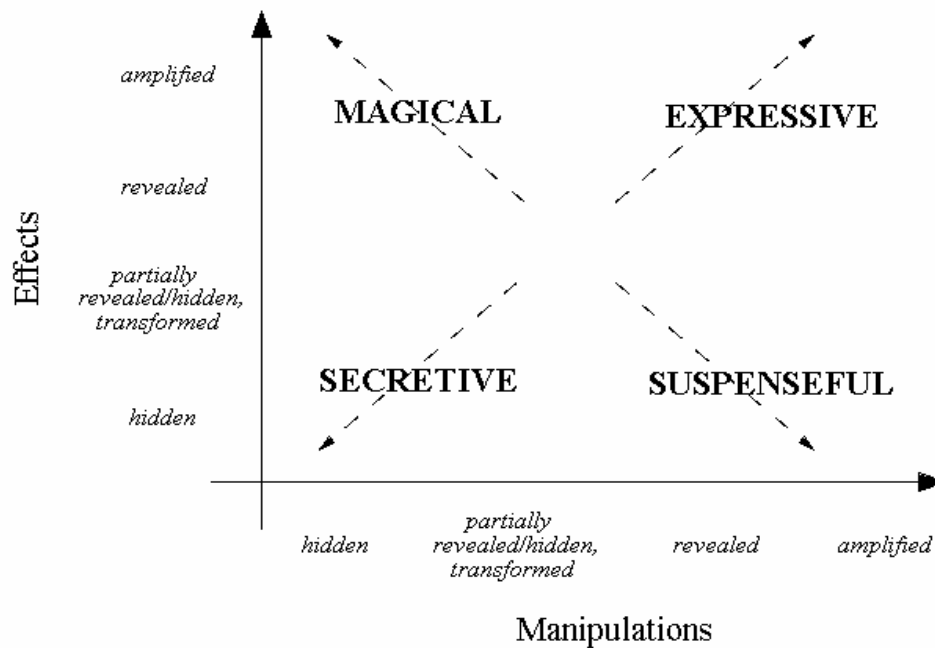 amplified
MAGICAL
EXPRESSIVE
revealed
Effects
partially
revealed/hidden,
transformed
SECRETIVE
SUSPENSEFUL
hidden
hidden
partially
revealed/hidden,
transformed
revealed
amplified
Manipulations